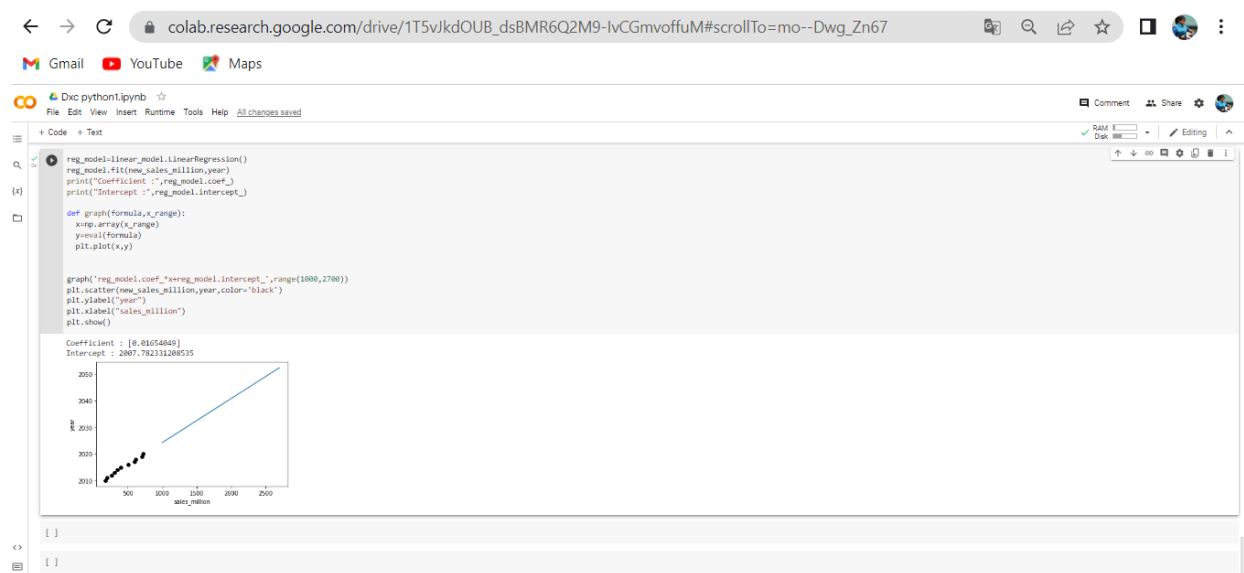 colab.research.google.com/drive/1T5vJkdOUB_dsBMR6Q2M9-IvCGmvoffuM#scrollTo=mo--Dwg_Zn67
Gmail YouTube Maps
CO Dxc python1.ipynb
File Edit View Insert Runtime Tools Help All changes saved
Comment Share
+ Code + Text
RAM
Disk
Editing
{x}
0s
reg_model=linear_model.LinearRegression()
reg_model.fit(new_sales_million,year)
print("Coefficient :",reg_model.coef_)
print("Intercept :",reg_model.intercept_)
def graph(formula,x_range):
x=np.array(x_range)
y=eval(formula)
plt.plot(x,y)
graph('reg_model.coef_*x+reg_model.intercept_',range(1000,2700))
plt.scatter(new_sales_million,year,color='black')
plt.ylabel("year")
plt.xlabel("sales_million")
plt.show()
Coefficient : [0.01654049]
Intercept : 2007.782331208535
2050
2040
2030
2020
2010
year
500 1000 1500 2000 2500
sales_million
[ ]
[ ]
<>